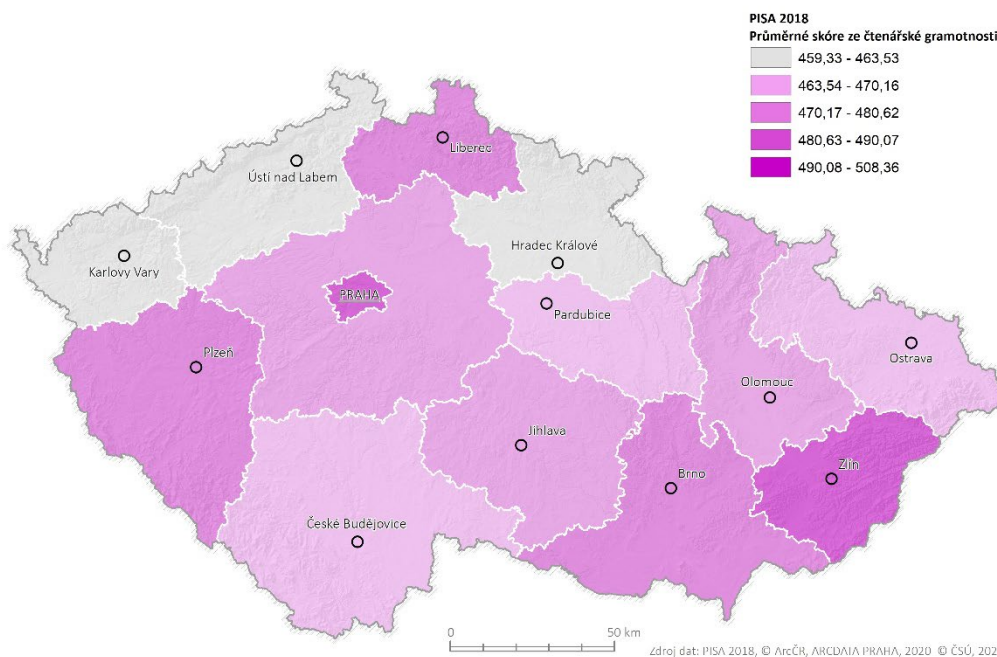 PISA 2018
Průměrné skóre ze čtenářské gramotnosti
459,33 - 463,53
463,54 - 470,16
470,17 - 480,62
480,63 - 490,07
490,08 - 508,36
Liberec
Ústí nad Labem
Hradec Králové
Karlovy Vary
PRAHA
Pardubice
Ostrava
Plzeň
Olomouc
Jihlava
Zlín
Brno
České Budějovice
0 50 km
Zdroj dat: PISA 2018, © ArcČR, ARCDATA PRAHA, 2020 © ČSÚ, 202